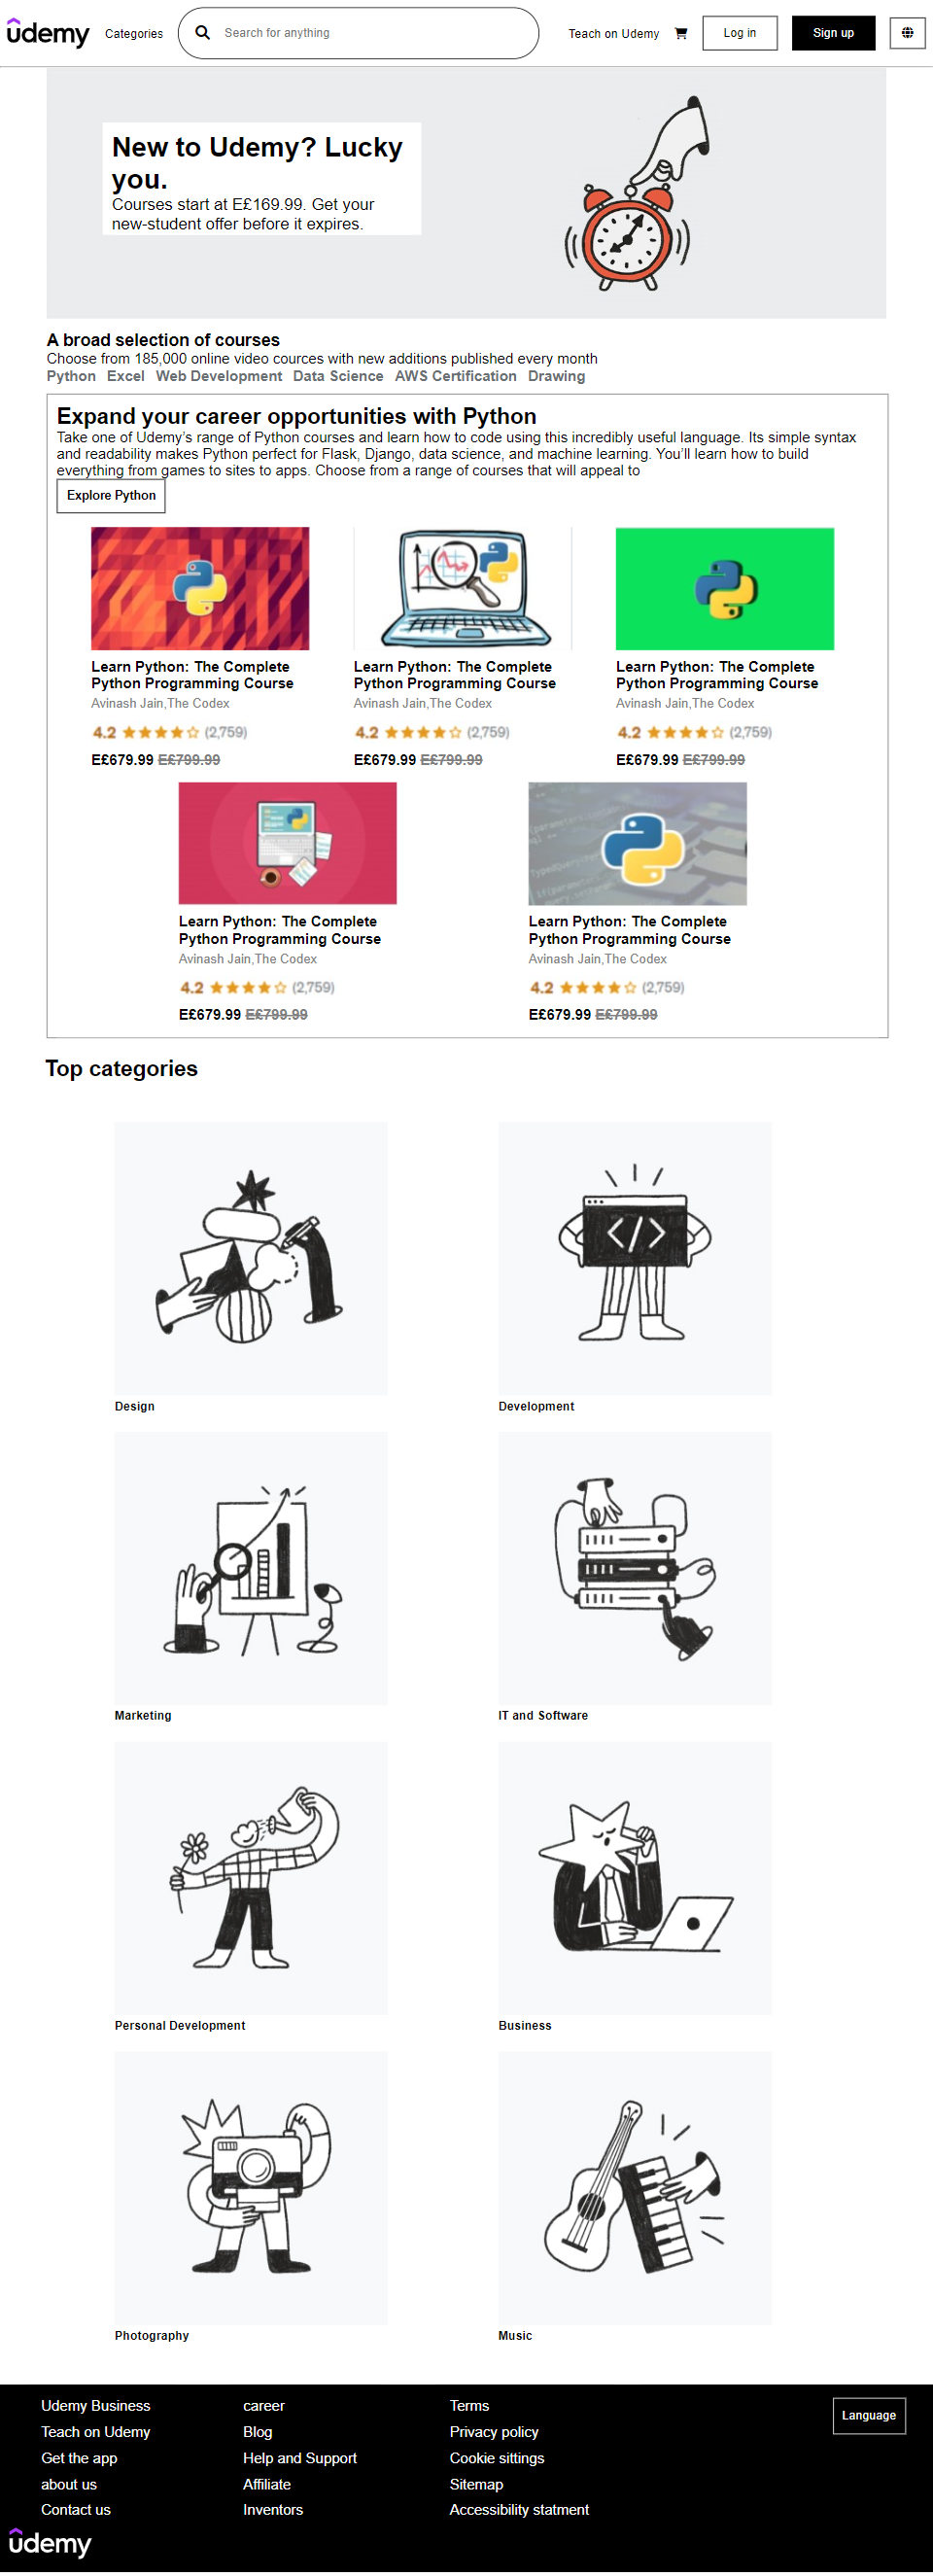 udemy Categories Search for anything Teach on Udemy Log in Sign up
New to Udemy? Lucky
you.
Courses start at E£169.99. Get your
new-student offer before it expires.
A broad selection of courses
Choose from 185,000 online video cources with new additions published every month
Python Excel Web Development Data Science AWS Certification Drawing
Expand your career opportunities with Python
Take one of Udemy’s range of Python courses and learn how to code using this incredibly useful language. Its simple syntax
and readability makes Python perfect for Flask, Django, data science, and machine learning. You’ll learn how to build
everything from games to sites to apps. Choose from a range of courses that will appeal to
Explore Python
Learn Python: The Complete
Python Programming Course
Avinash Jain,The Codex
4.2 (2,759)
E£679.99 E£799.99
Learn Python: The Complete
Python Programming Course
Avinash Jain,The Codex
4.2 (2,759)
E£679.99 E£799.99
Learn Python: The Complete
Python Programming Course
Avinash Jain,The Codex
4.2 (2,759)
E£679.99 E£799.99
Learn Python: The Complete
Python Programming Course
Avinash Jain,The Codex
4.2 (2,759)
E£679.99 E£799.99
Learn Python: The Complete
Python Programming Course
Avinash Jain,The Codex
4.2 (2,759)
E£679.99 E£799.99
Top categories
</>
Design
Development
Marketing
IT and Software
Personal Development
Business
Photography
Music
Udemy Business
Teach on Udemy
Get the app
about us
Contact us
career
Blog
Help and Support
Affiliate
Inventors
Terms
Privacy policy
Cookie sittings
Sitemap
Accessibility statment
Language
udemy